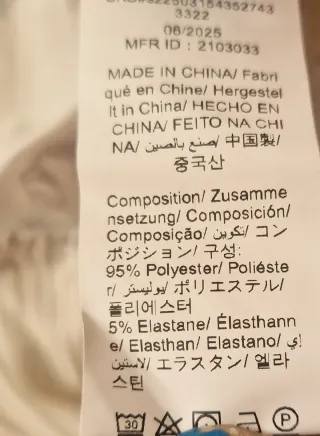 3322
06/2025
MFR ID : 2103033
MADE IN CHINA/ Fabri
qué en Chine/ Hergestel
lt in China/ HECHO EN
CHINA/ FEITO NA CHI
NA/ صنع بالصين/ 中国製/
중국산
Composition/ Zusamme
nsetzung/ Composición/
Composição/ تكوين/ コン
ポジション/ 구성:
95% Polyester/ Poliéste
r/ بوليستر/ ポリエステル/
폴리에스터
5% Elastane/ Élasthann
e/ Elasthan/ Elastano/ إي
لاستين/ エラスタン/ 엘라
스틴
30
P